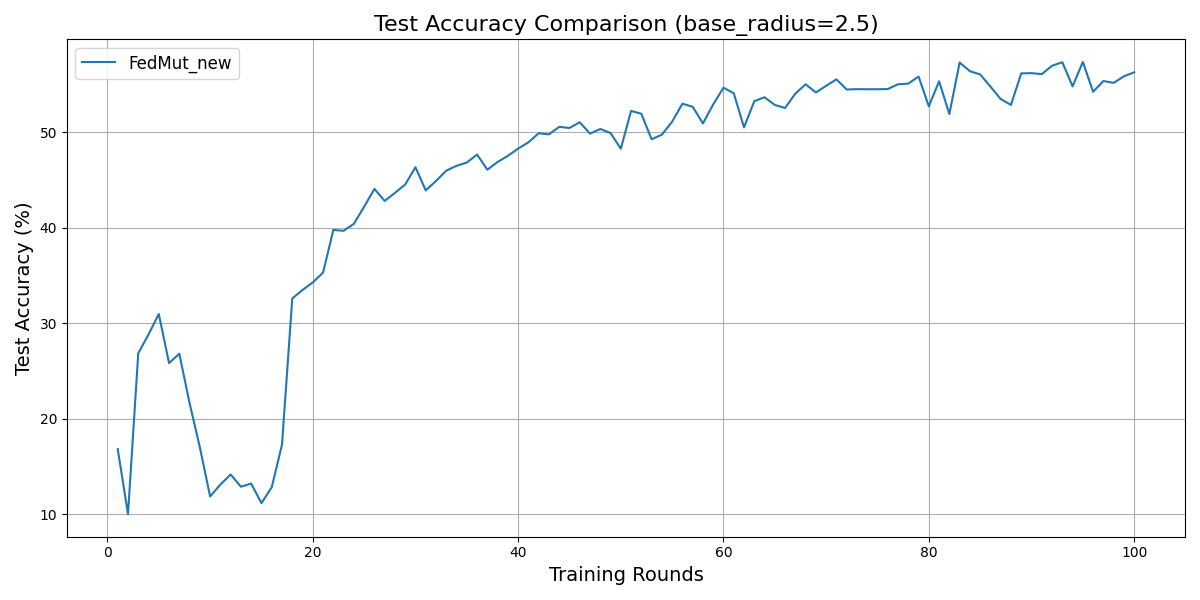 Test Accuracy Comparison (base_radius=2.5)
FedMut_new
Test Accuracy (%)
50
40
30
20
10
0 20 40 60 80 100
Training Rounds